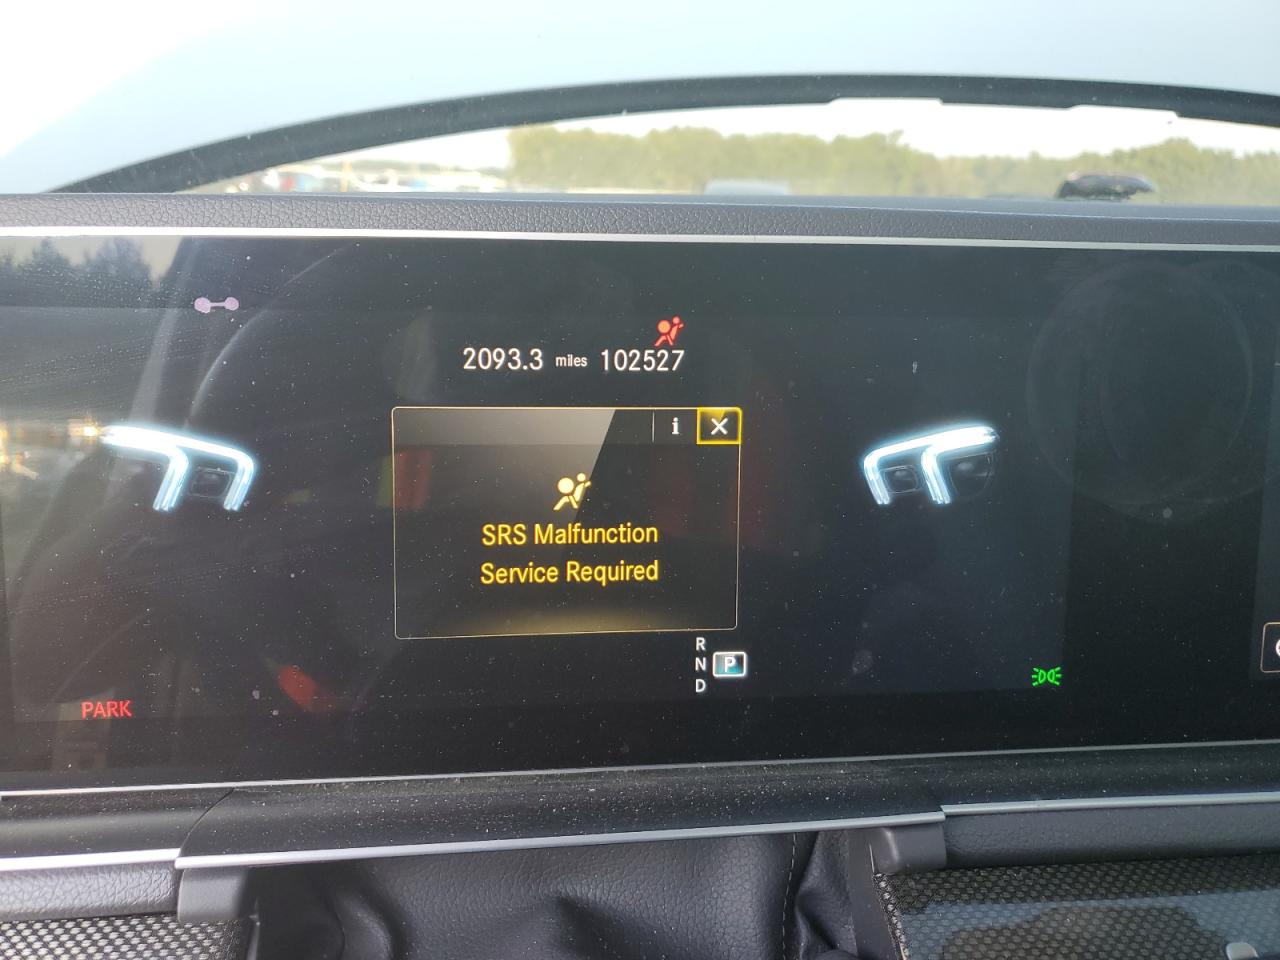 2093.3 miles 102527
i
SRS Malfunction
Service Required
R
N P
D
PARK